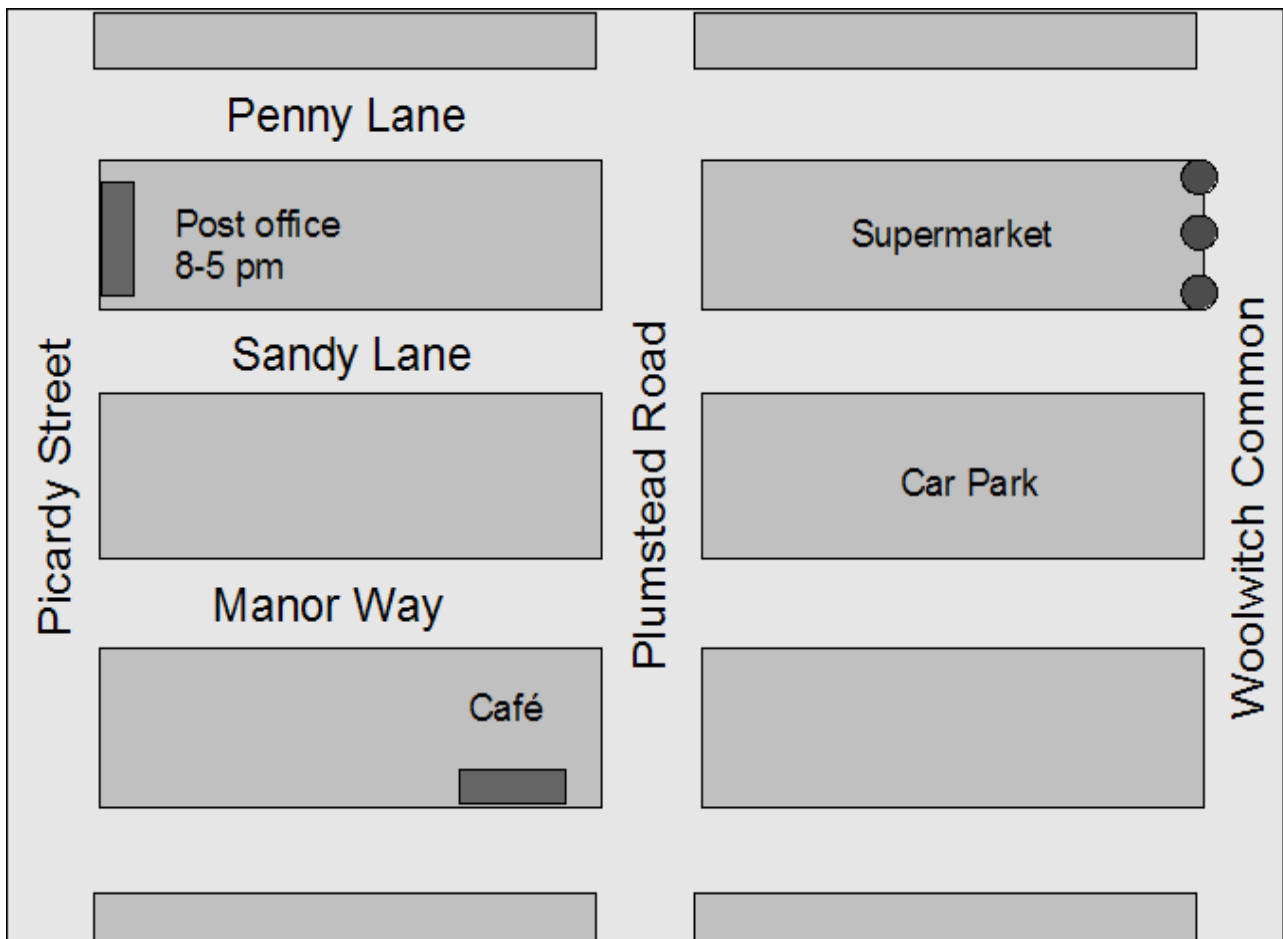 Penny Lane
Post office
8-5 pm
Supermarket
Sandy Lane
Picardy Street
Plumstead Road
Woolwitch Common
Car Park
Manor Way
Café